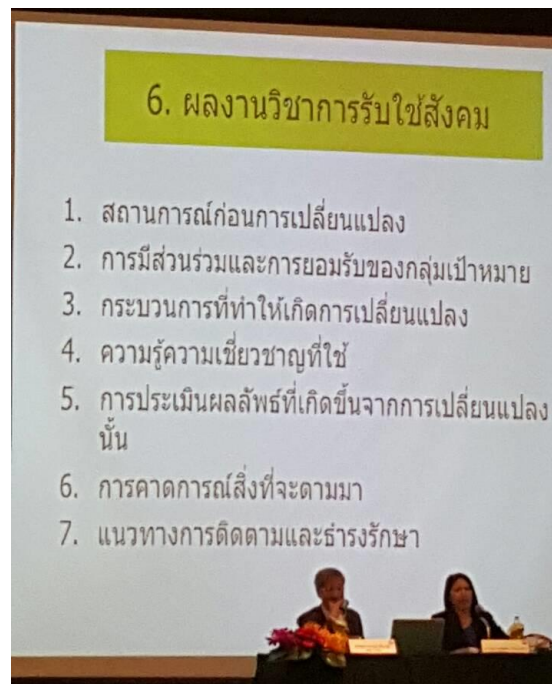 6. ผลงานวิชาการรับใช้สังคม
1. สถานการณ์ก่อนการเปลี่ยนแปลง
2. การมีส่วนร่วมและการยอมรับของกลุ่มเป้าหมาย
3. กระบวนการที่ทำให้เกิดการเปลี่ยนแปลง
4. ความรู้ความเชี่ยวชาญที่ใช้
5. การประเมินผลลัพธ์ที่เกิดขึ้นจากการเปลี่ยนแปลง
นั้น
6. การคาดการณ์สิ่งที่จะตามมา
7. แนวทางการติดตามและธำรงรักษา